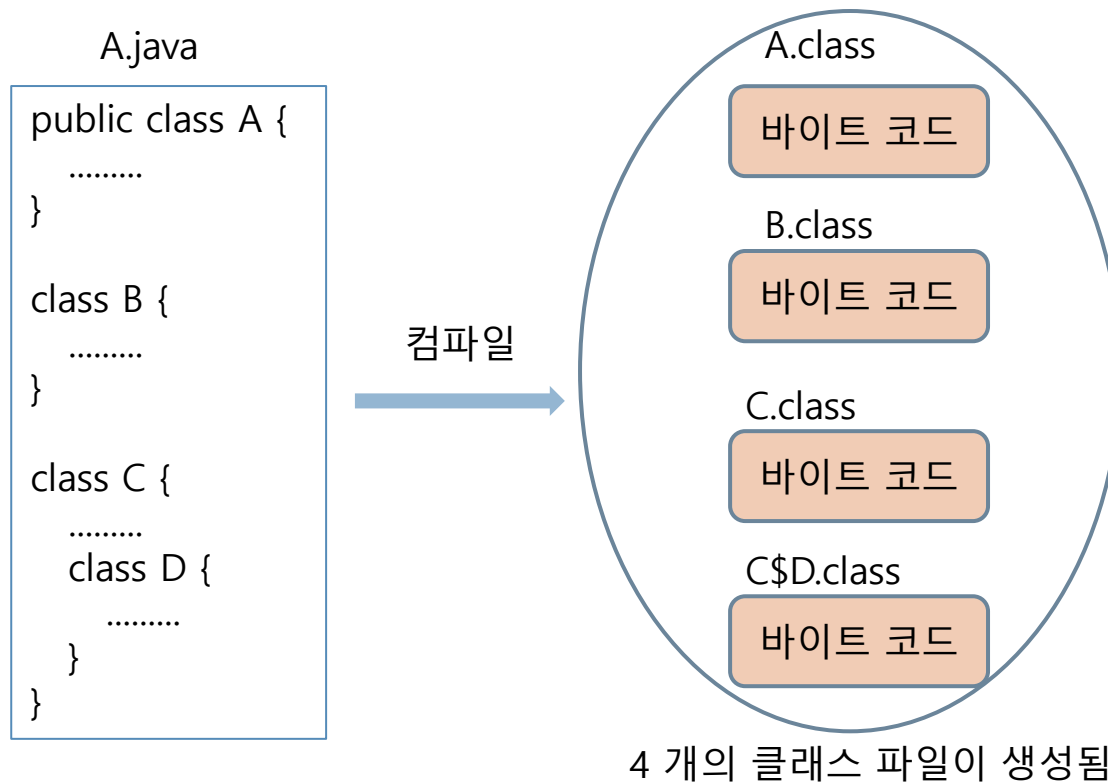 A.java
public class A {
.........
}
class B {
.........
}
class C {
.........
class D {
.........
}
}
컴파일
A.class
바이트 코드
B.class
바이트 코드
C.class
바이트 코드
C$D.class
바이트 코드
4 개의 클래스 파일이 생성됨